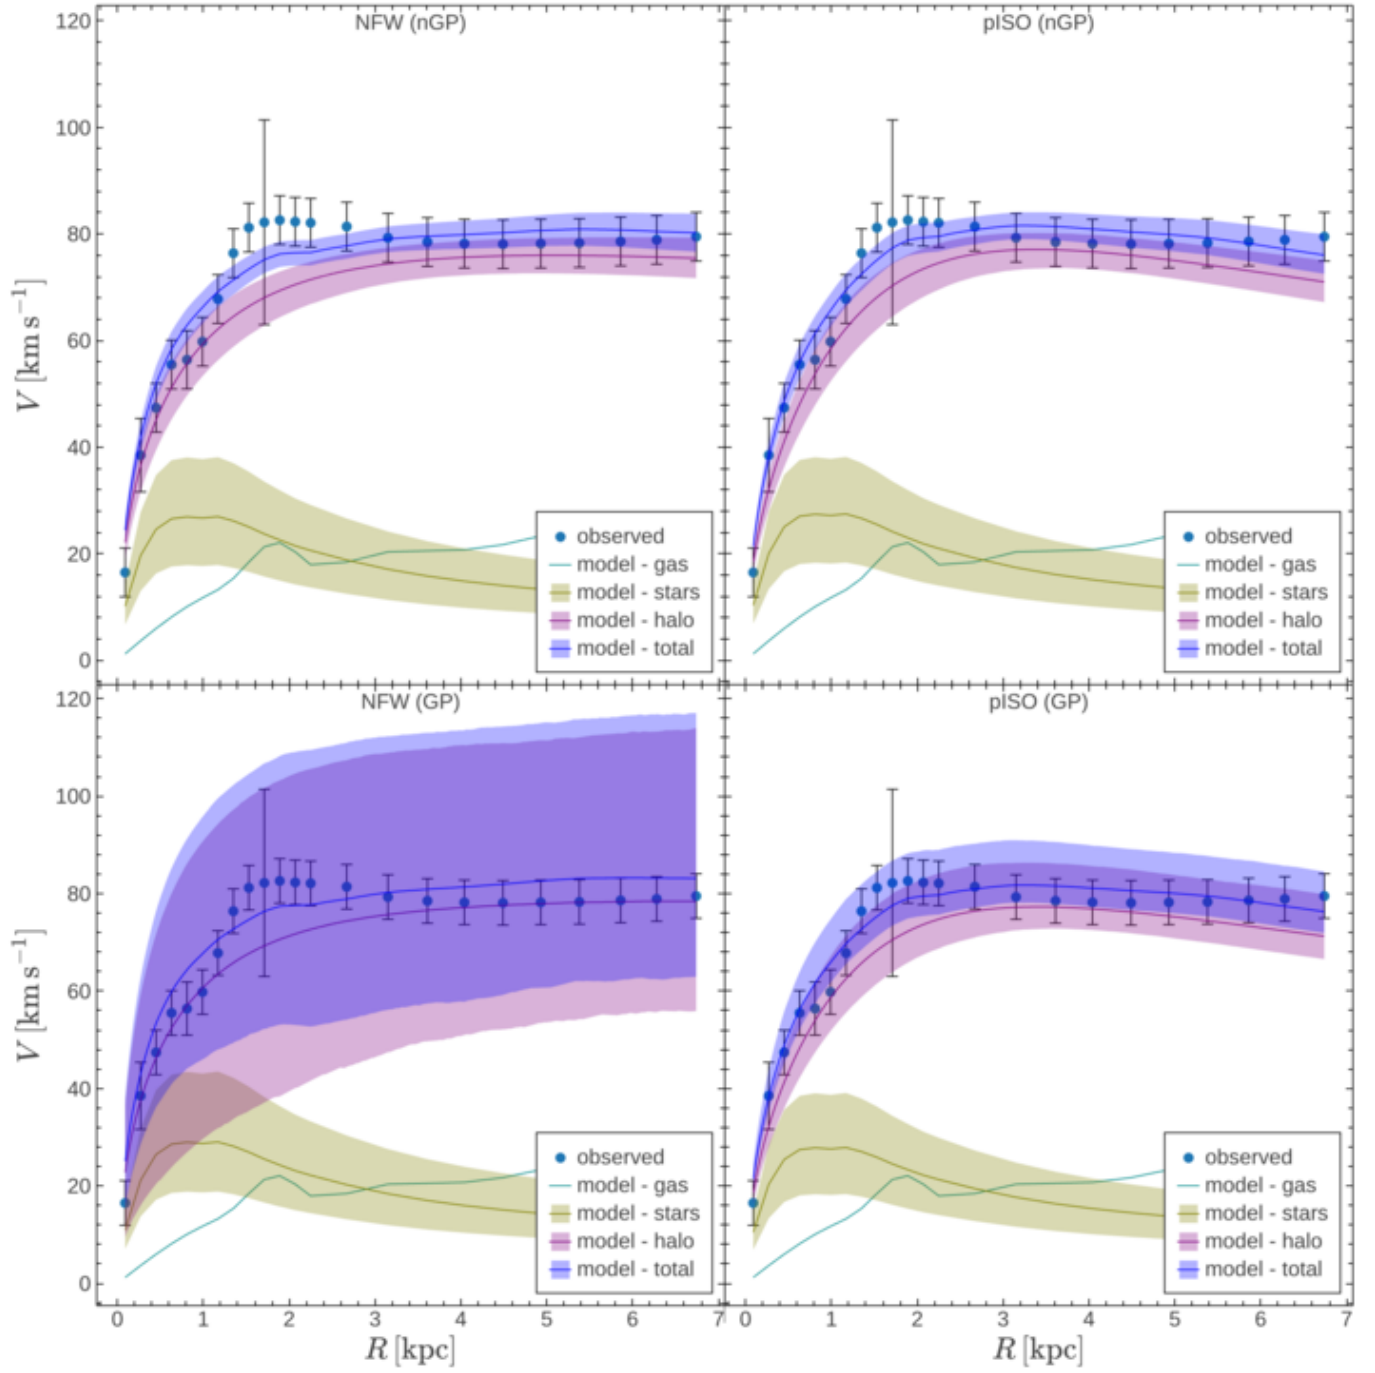 NFW (nGP)
pISO (nGP)
120
100
80
60
40
20
0
V [km s⁻¹]
observed
model - gas
model - stars
model - halo
model - total
observed
model - gas
model - stars
model - halo
model - total
NFW (GP)
pISO (GP)
120
100
80
60
40
20
0
V [km s⁻¹]
observed
model - gas
model - stars
model - halo
model - total
observed
model - gas
model - stars
model - halo
model - total
0 1 2 3 4 5 6 7
0 1 2 3 4 5 6 7
R [kpc]
R [kpc]